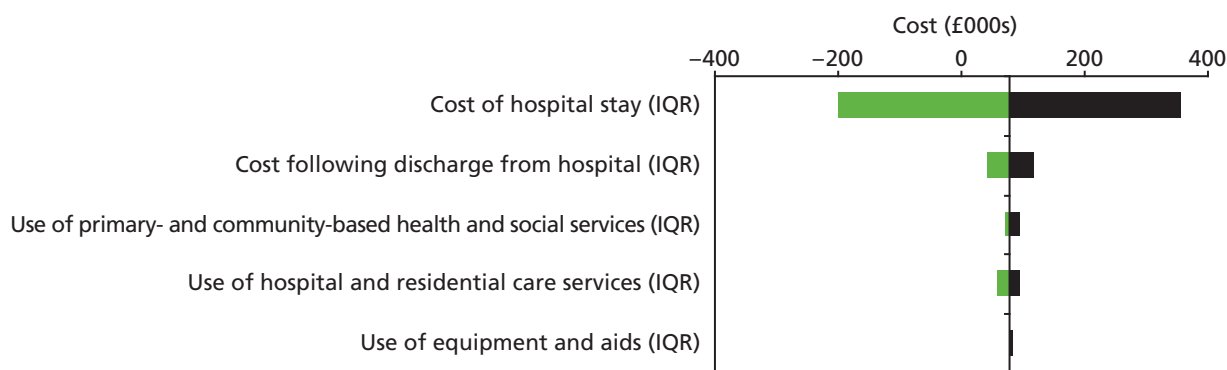 Cost (£000s)
−400 −200 0 200 400
Cost of hospital stay (IQR)
Cost following discharge from hospital (IQR)
Use of primary- and community-based health and social services (IQR)
Use of hospital and residential care services (IQR)
Use of equipment and aids (IQR)